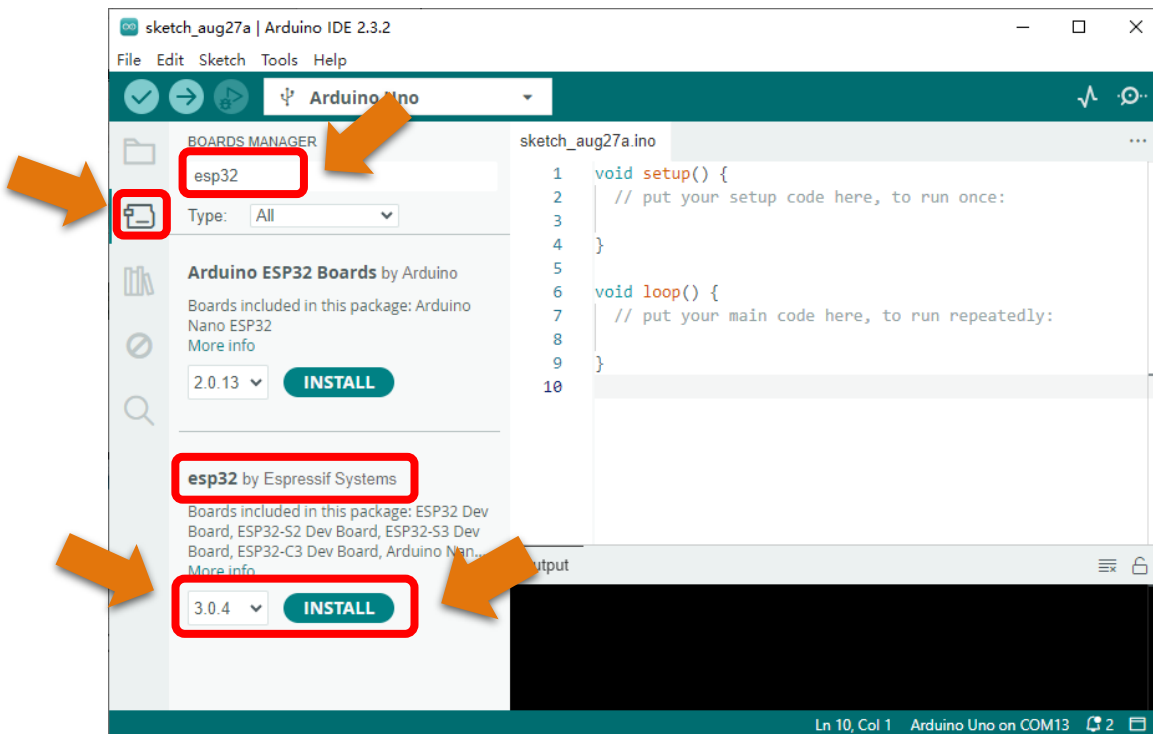 sketch_aug27a | Arduino IDE 2.3.2
File Edit Sketch Tools Help
Arduino Uno
BOARDS MANAGER
esp32
Type: All
Arduino ESP32 Boards by Arduino
Boards included in this package: Arduino
Nano ESP32
More info
2.0.13 INSTALL
esp32 by Espressif Systems
Boards included in this package: ESP32 Dev
Board, ESP32-S2 Dev Board, ESP32-S3 Dev
Board, ESP32-C3 Dev Board, Arduino Nan...
More info
3.0.4 INSTALL
sketch_aug27a.ino
1 void setup() {
2 // put your setup code here, to run once:
3
4 }
5
6 void loop() {
7 // put your main code here, to run repeatedly:
8
9 }
10
Output
Ln 10, Col 1 Arduino Uno on COM13 2